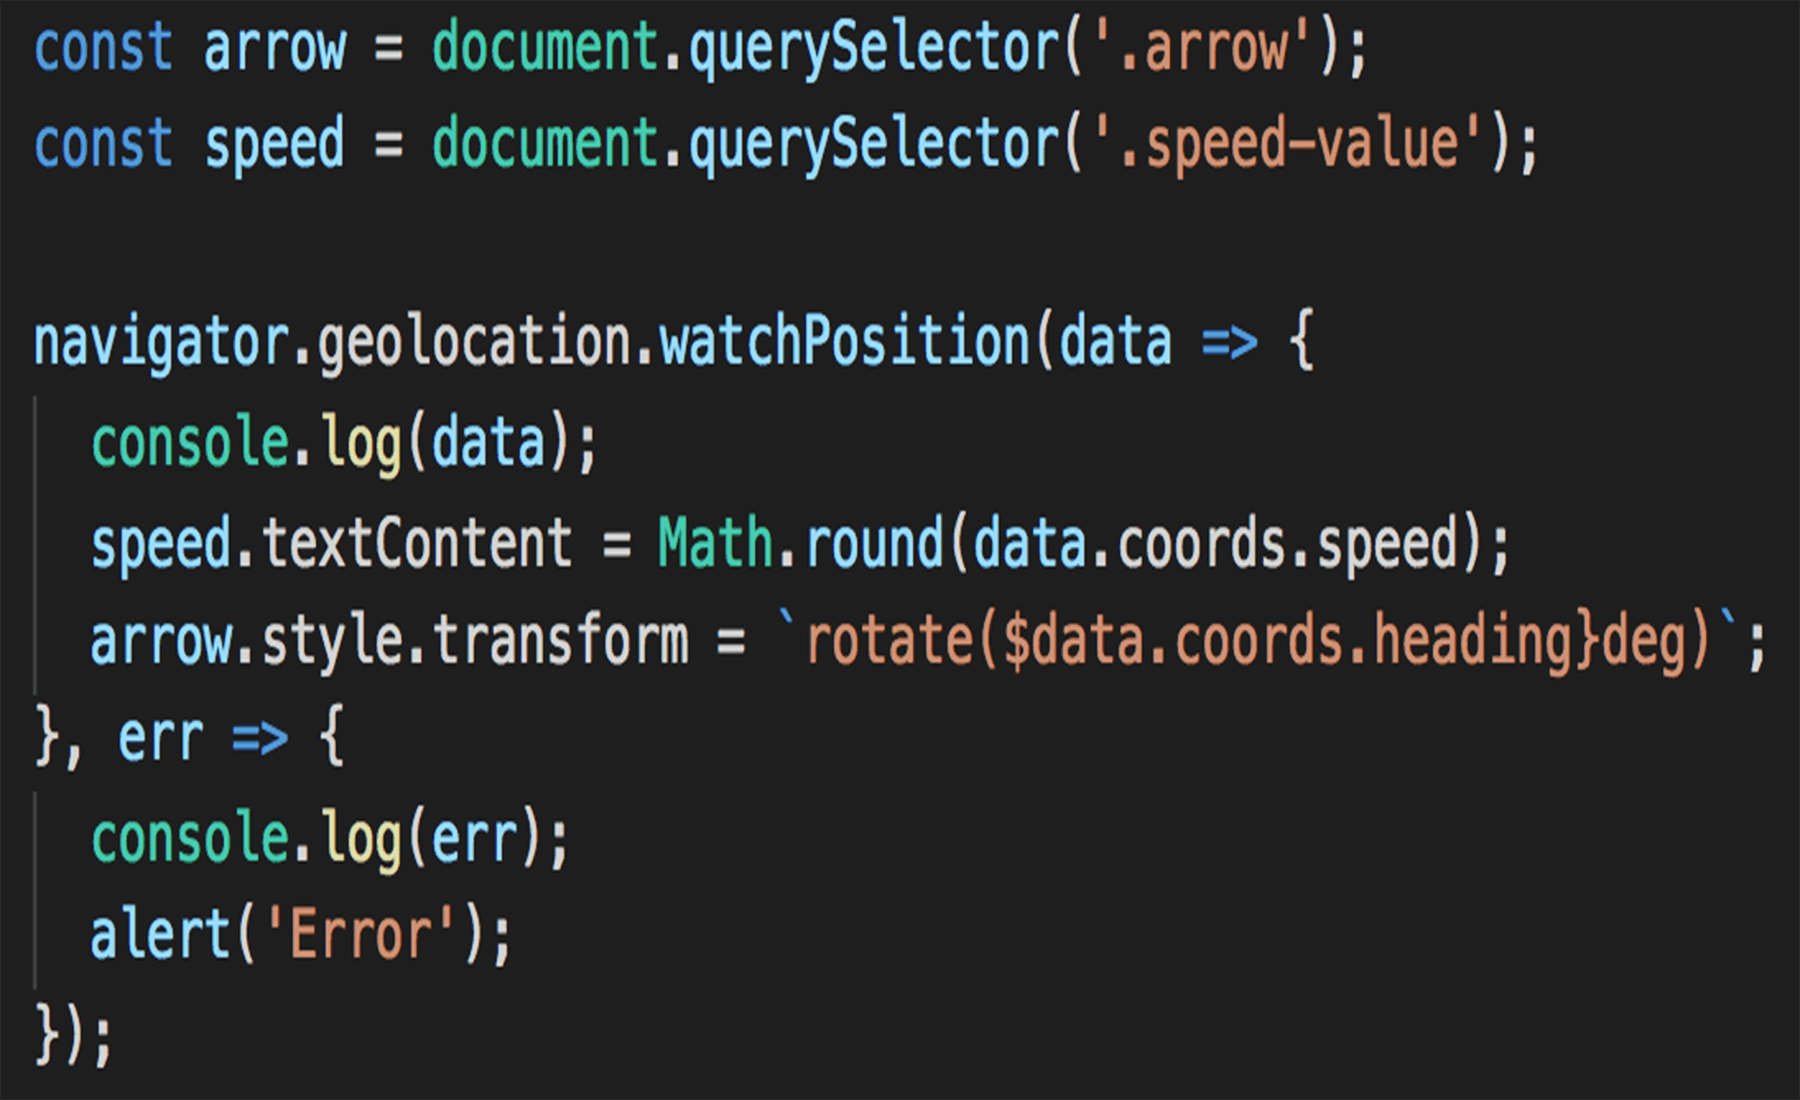 const arrow = document.querySelector('.arrow');
const speed = document.querySelector('.speed-value');
navigator.geolocation.watchPosition(data => {
console.log(data);
speed.textContent = Math.round(data.coords.speed);
arrow.style.transform = `rotate($data.coords.heading}deg)`;
}, err => {
console.log(err);
alert('Error');
});